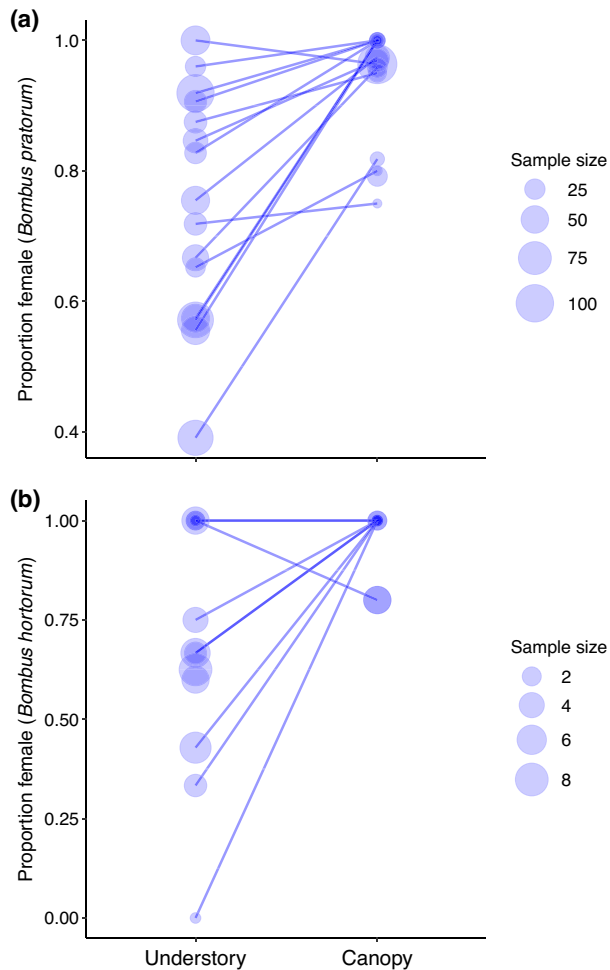 (a)
Proportion female (Bombus pratorum)
1.0
0.8
0.6
0.4
Sample size
25
50
75
100
(b)
Proportion female (Bombus hortorum)
1.00
0.75
0.50
0.25
0.00
Sample size
2
4
6
8
Understory Canopy